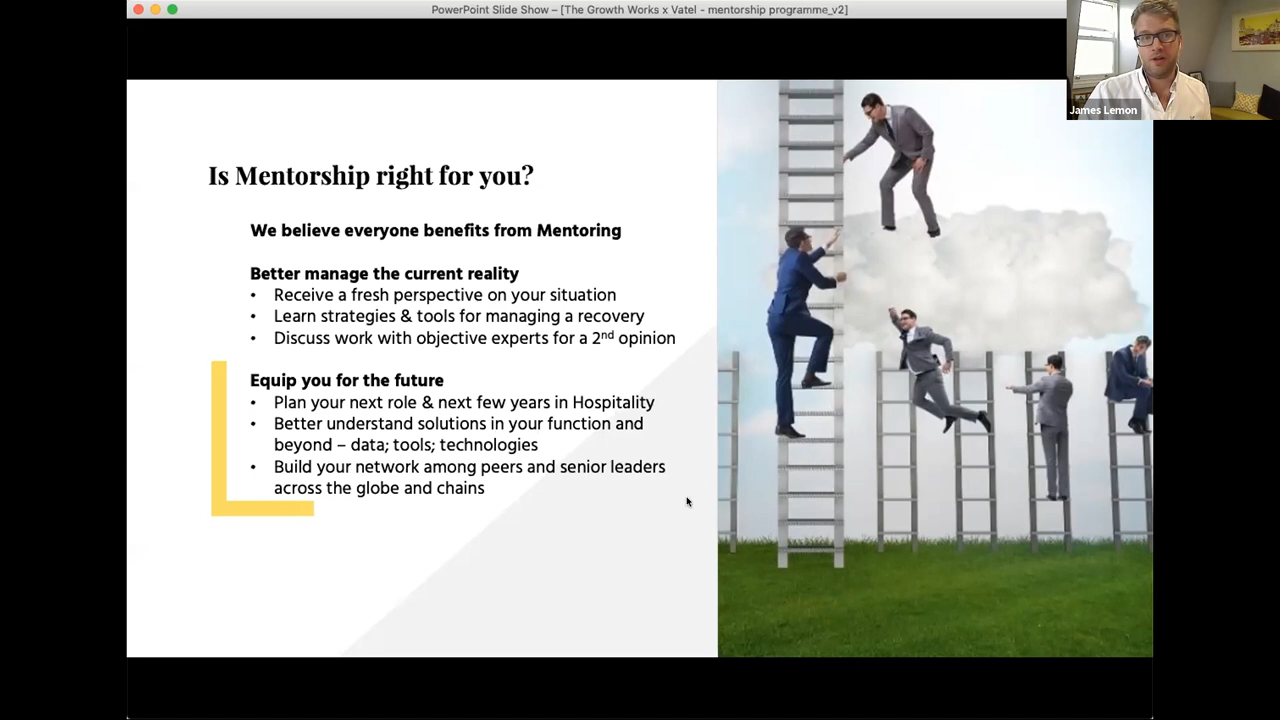 PowerPoint Slide Show – [The Growth Works x Vatel - mentorship programme_v2]
James Lemon
Is Mentorship right for you?
We believe everyone benefits from Mentoring
Better manage the current reality
• Receive a fresh perspective on your situation
• Learn strategies & tools for managing a recovery
• Discuss work with objective experts for a 2nd opinion
Equip you for the future
• Plan your next role & next few years in Hospitality
• Better understand solutions in your function and
beyond – data; tools; technologies
• Build your network among peers and senior leaders
across the globe and chains